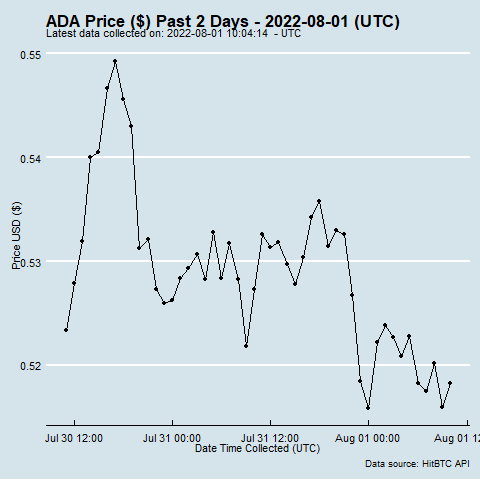 ADA Price ($) Past 2 Days - 2022-08-01 (UTC)
Latest data collected on: 2022-08-01 10:04:14 - UTC
0.55
0.54
0.53
0.52
Price USD ($)
Jul 30 12:00 Jul 31 00:00 Jul 31 12:00 Aug 01 00:00 Aug 01 12
Date Time Collected (UTC)
Data source: HitBTC API